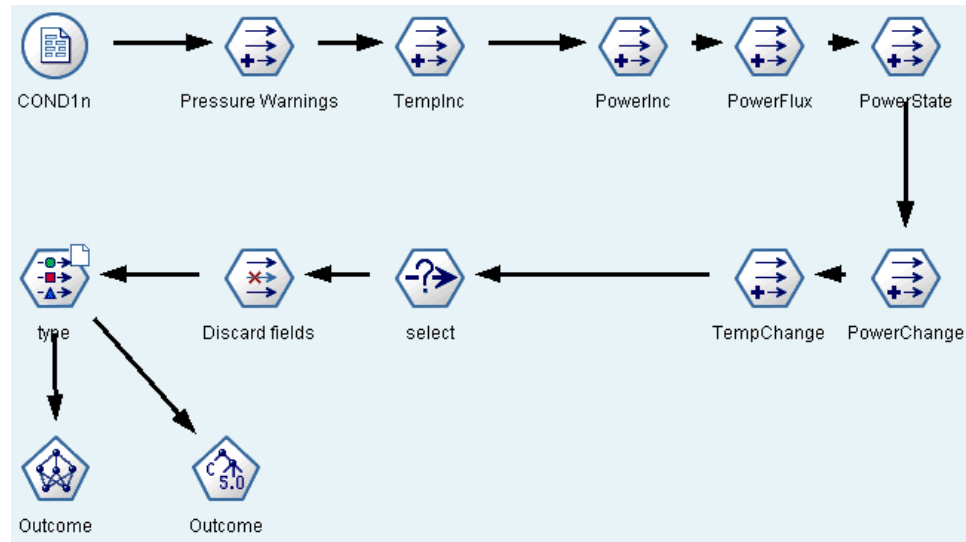 COND1n
Pressure Warnings
TempInc
PowerInc
PowerFlux
PowerState
type
Discard fields
select
TempChange
PowerChange
Outcome
C 5.0
Outcome